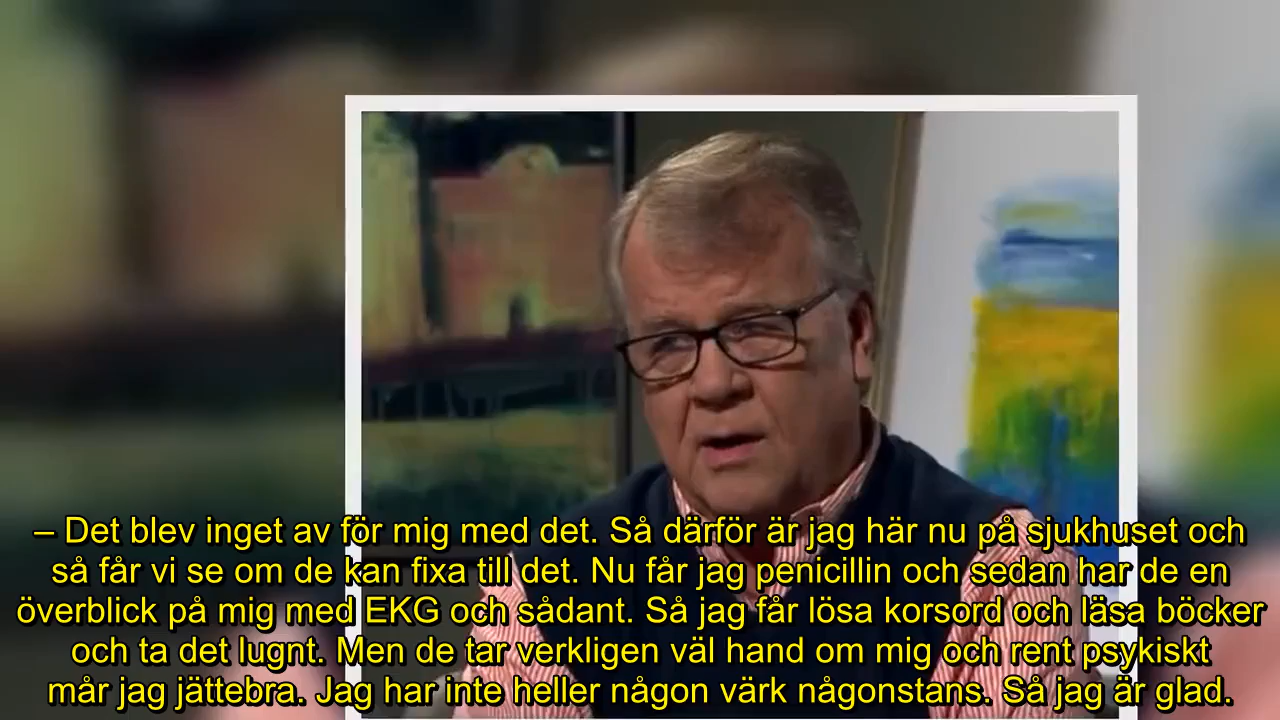 – Det blev inget av för mig med det. Så därför är jag här nu på sjukhuset och
så får vi se om de kan fixa till det. Nu får jag penicillin och sedan har de en
överblick på mig med EKG och sådant. Så jag får lösa korsord och läsa böcker
och ta det lugnt. Men de tar verkligen väl hand om mig och rent psykiskt
mår jag jättebra. Jag har inte heller någon värk någonstans. Så jag är glad.